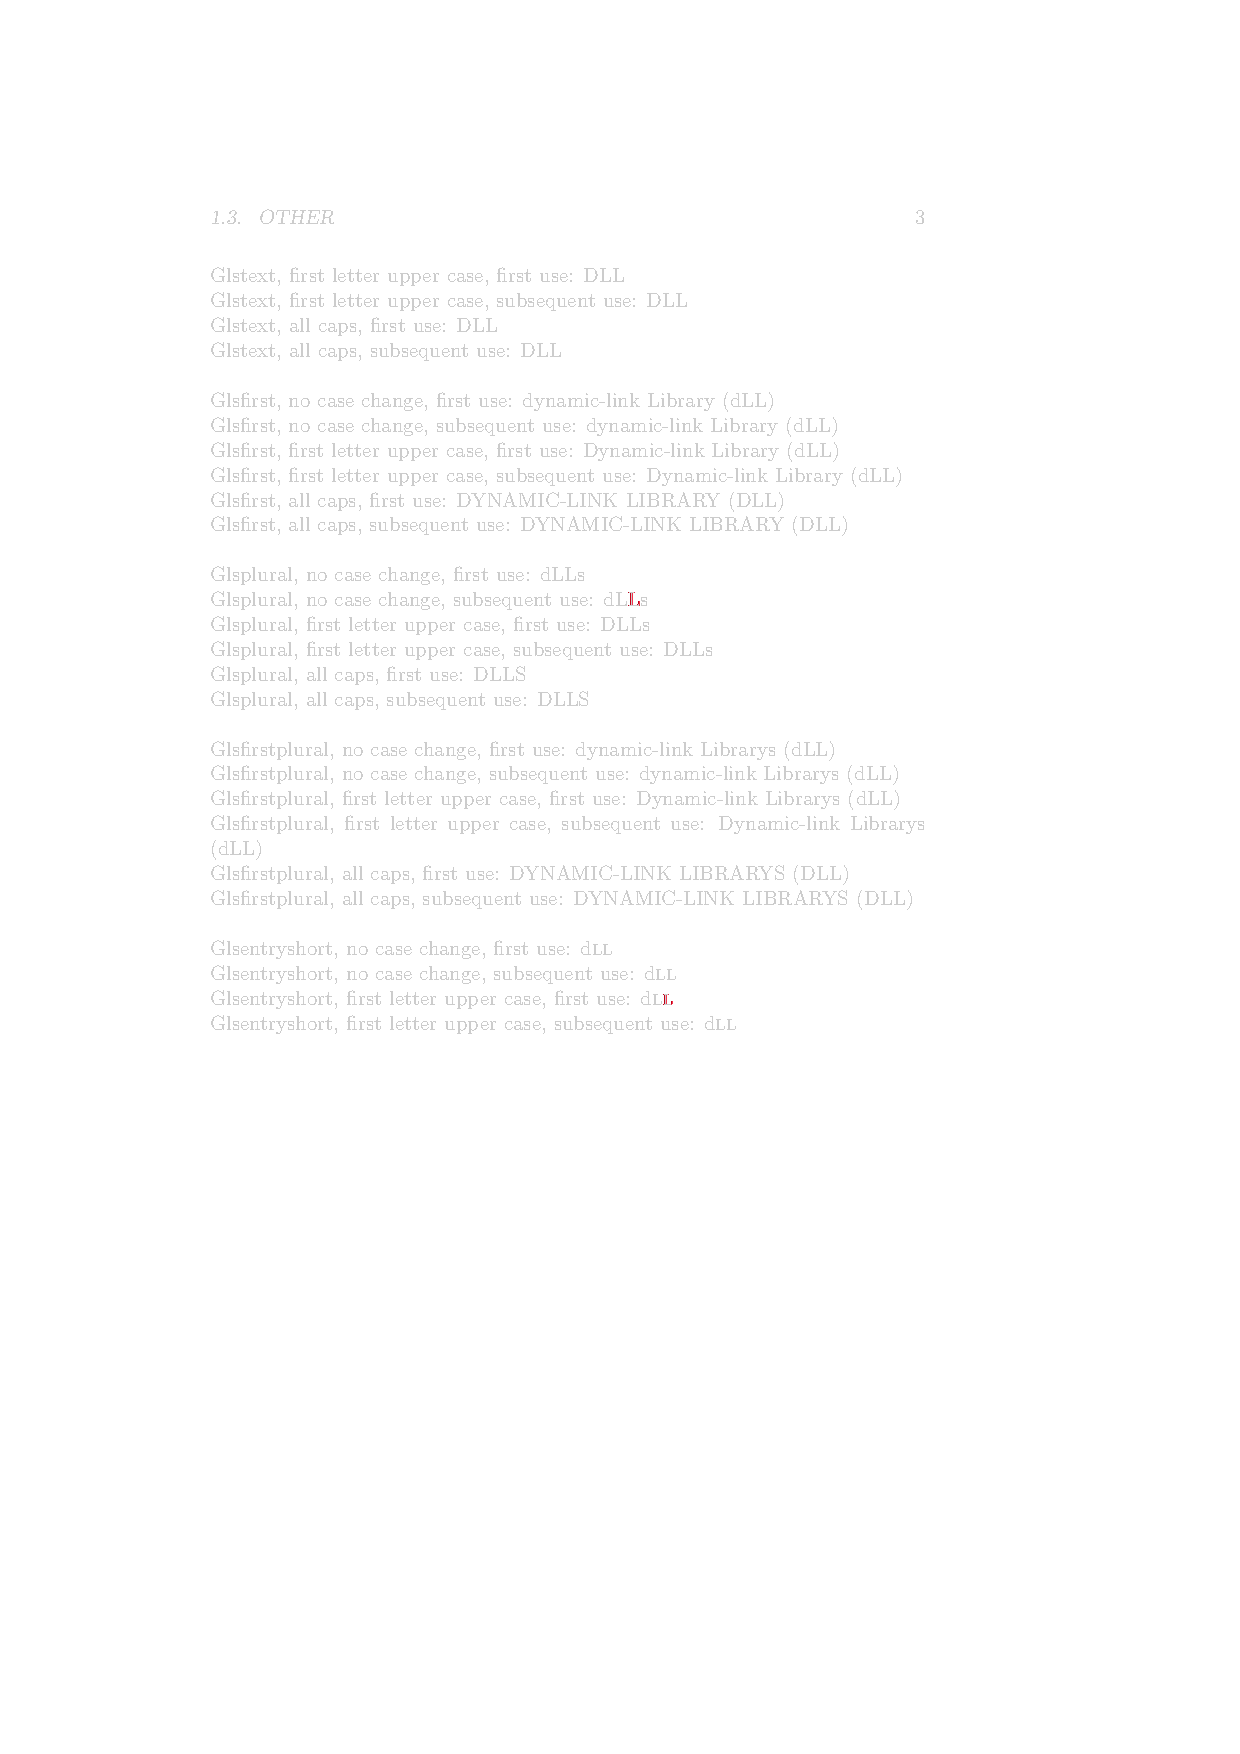 1.3. OTHER 3
Glstext, first letter upper case, first use: DLL
Glstext, first letter upper case, subsequent use: DLL
Glstext, all caps, first use: DLL
Glstext, all caps, subsequent use: DLL
Glsfirst, no case change, first use: dynamic-link Library (dLL)
Glsfirst, no case change, subsequent use: dynamic-link Library (dLL)
Glsfirst, first letter upper case, first use: Dynamic-link Library (dLL)
Glsfirst, first letter upper case, subsequent use: Dynamic-link Library (dLL)
Glsfirst, all caps, first use: DYNAMIC-LINK LIBRARY (DLL)
Glsfirst, all caps, subsequent use: DYNAMIC-LINK LIBRARY (DLL)
Glsplural, no case change, first use: dLLs
Glsplural, no case change, subsequent use: dLLs
Glsplural, first letter upper case, first use: DLLs
Glsplural, first letter upper case, subsequent use: DLLs
Glsplural, all caps, first use: DLLS
Glsplural, all caps, subsequent use: DLLS
Glsfirstplural, no case change, first use: dynamic-link Librarys (dLL)
Glsfirstplural, no case change, subsequent use: dynamic-link Librarys (dLL)
Glsfirstplural, first letter upper case, first use: Dynamic-link Librarys (dLL)
Glsfirstplural, first letter upper case, subsequent use: Dynamic-link Librarys
(dLL)
Glsfirstplural, all caps, first use: DYNAMIC-LINK LIBRARYS (DLL)
Glsfirstplural, all caps, subsequent use: DYNAMIC-LINK LIBRARYS (DLL)
Glsentryshort, no case change, first use: dʟʟ
Glsentryshort, no case change, subsequent use: dʟʟ
Glsentryshort, first letter upper case, first use: dʟʟ
Glsentryshort, first letter upper case, subsequent use: dʟʟ